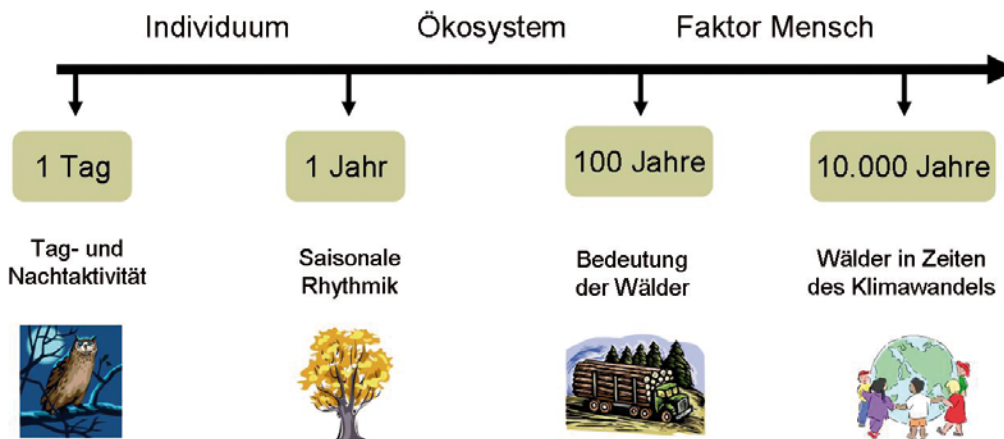 Individuum Ökosystem Faktor Mensch
1 Tag
1 Jahr
100 Jahre
10.000 Jahre
Tag- und
Nachtaktivität
Saisonale
Rhythmik
Bedeutung
der Wälder
Wälder in Zeiten
des Klimawandels